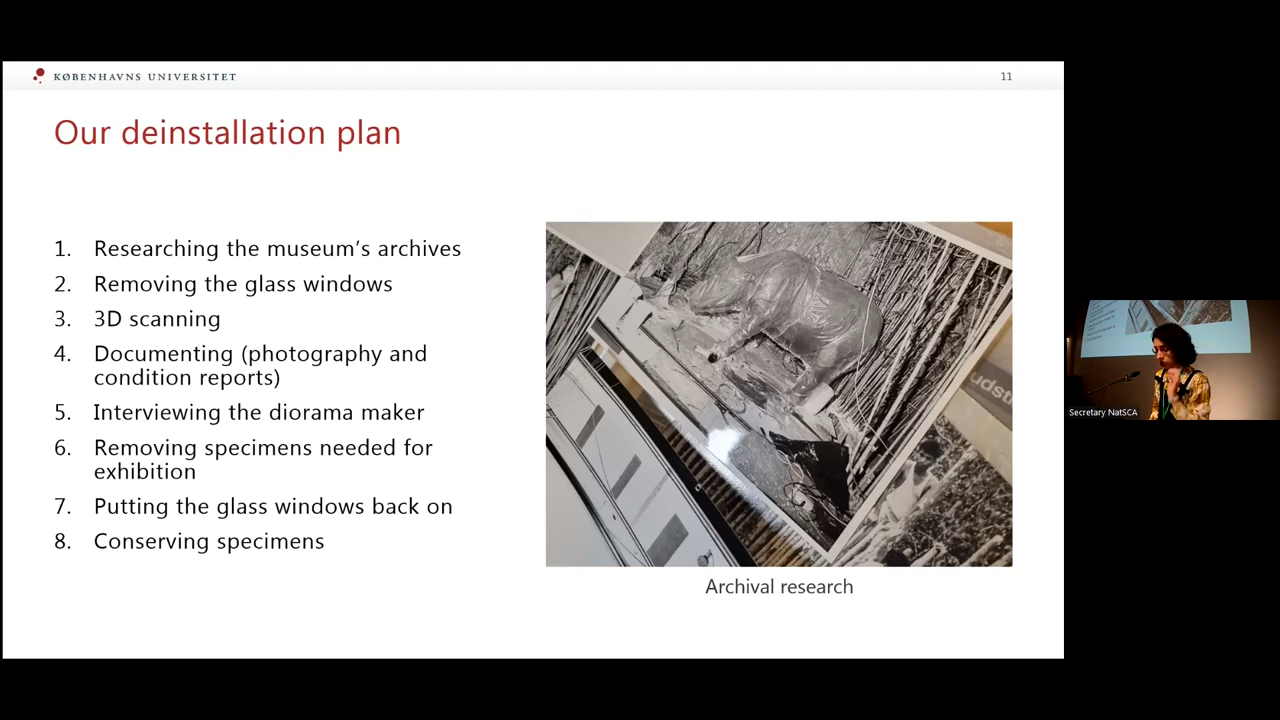 KØBENHAVNS UNIVERSITET
11
Our deinstallation plan
1. Researching the museum’s archives
2. Removing the glass windows
3. 3D scanning
4. Documenting (photography and
condition reports)
5. Interviewing the diorama maker
6. Removing specimens needed for
exhibition
7. Putting the glass windows back on
8. Conserving specimens
udst
Archival research
Secretary NatSCA